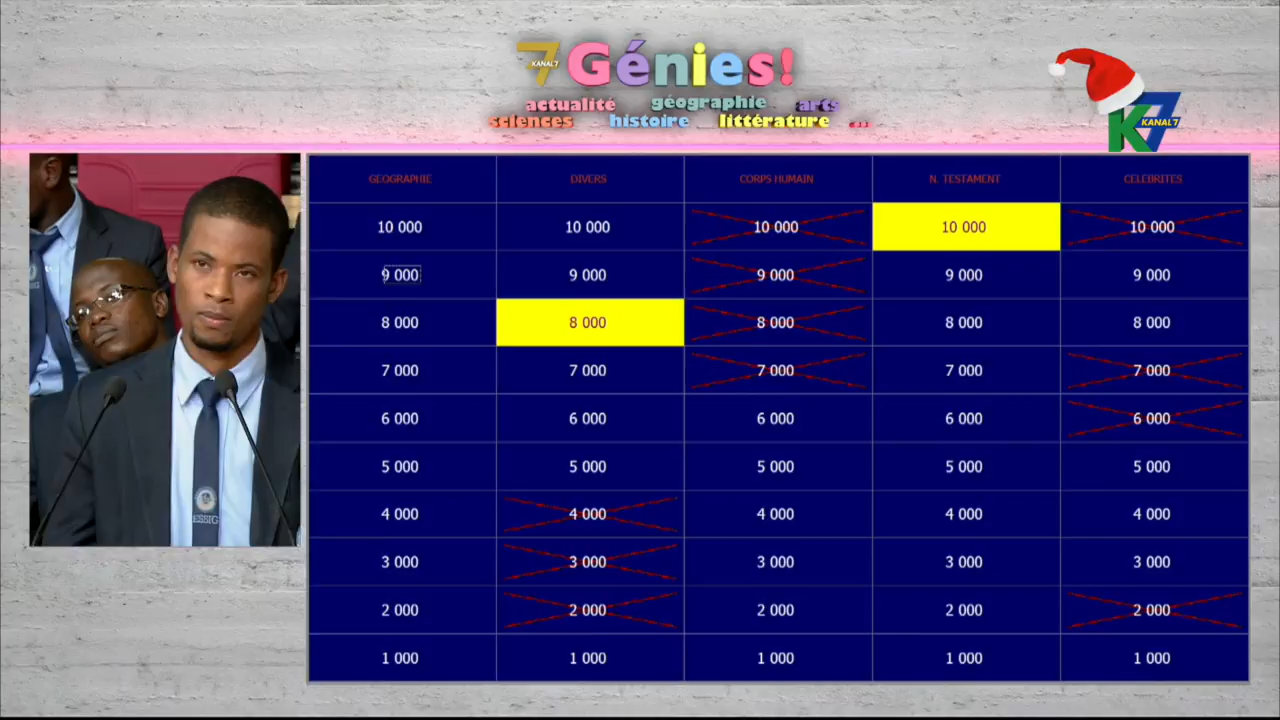 7 KANAL7 Génies!
actualité géographie arts
sciences histoire littérature ...
K7 KANAL7
GEOGRAPHIE DIVERS CORPS HUMAIN N. TESTAMENT CELEBRITES
10 000 10 000 10 000 10 000 10 000
9 000 9 000 9 000 9 000 9 000
8 000 8 000 8 000 8 000 8 000
7 000 7 000 7 000 7 000 7 000
6 000 6 000 6 000 6 000 6 000
5 000 5 000 5 000 5 000 5 000
4 000 4 000 4 000 4 000 4 000
3 000 3 000 3 000 3 000 3 000
2 000 2 000 2 000 2 000 2 000
1 000 1 000 1 000 1 000 1 000
ESSIG